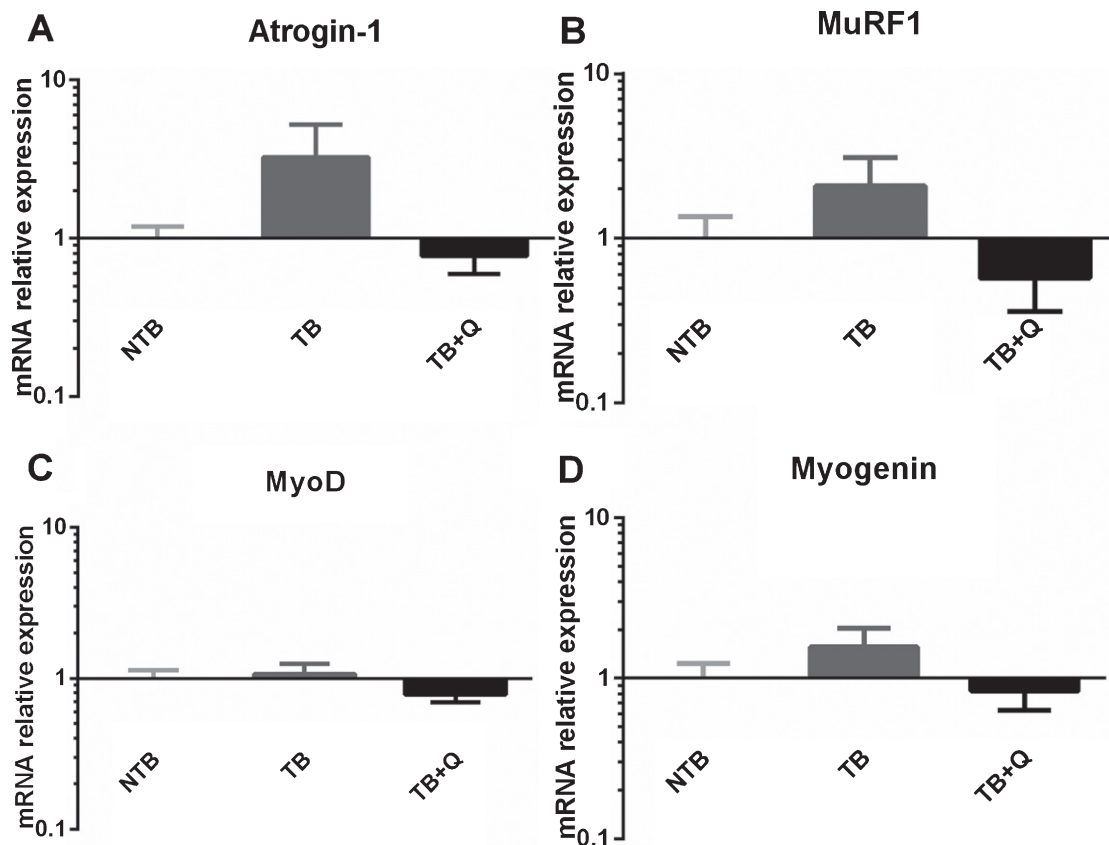 A
Atrogin-1
mRNA relative expression
10
1
0.1
NTB
TB
TB+Q
B
MuRF1
mRNA relative expression
10
1
0.1
NTB
TB
TB+Q
C
MyoD
mRNA relative expression
10
1
0.1
NTB
TB
TB+Q
D
Myogenin
mRNA relative expression
10
1
0.1
NTB
TB
TB+Q